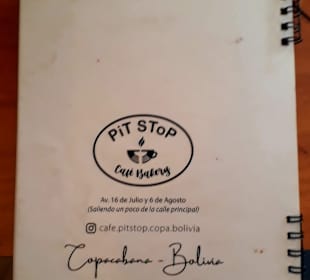 PiT SToP
Café Bakery
Av. 16 de Julio y 6 de Agosto
(Saliendo un poco de la calle principal)
cafe.pitstop.copa.bolivia
Copacabana - Bolivia